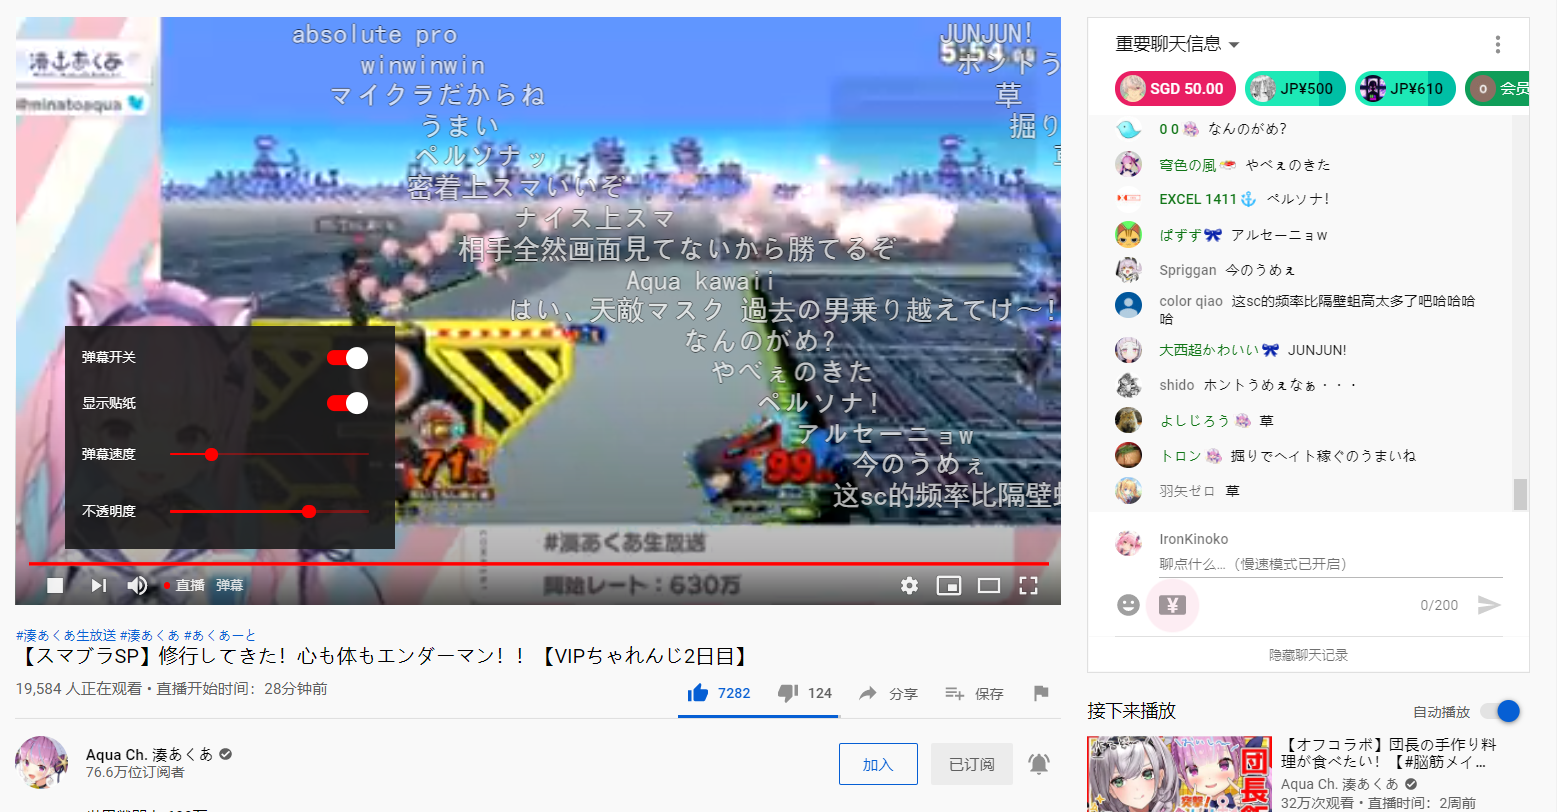 湊あくあ
@minatoaqua
absolute pro
winwinwin
マイクラだからね
うまい
ペルソナッ
密着上スマいいぞ
ナイス上スマ
相手全然画面見てないから勝てるぞ
Aqua kawaii
はい、天敵マスク 過去の男乗り越えてけ〜!
なんのがめ?
やべぇのきた
ペルソナ!
アルセーニョw
今のうめぇ
这sc的频率比隔壁蛆
JUNJUN!
5:54
ホントう
草
掘り
弹幕开关
显示贴纸
弹幕速度
不透明度
71%
99%
#湊あくあ生放送
開始レート：630万
直播 弹幕
#湊あくあ生放送 #湊あくあ #あくあーと
【スマブラSP】修行してきた！心も体もエンダーマン！！【VIPちゃれんじ2日目】
19,584 人正在观看 • 直播开始时间：28分钟前
7282
124
分享
保存
Aqua Ch. 湊あくあ
76.6万位订阅者
加入
已订阅
重要聊天信息
SGD 50.00
JP¥500
JP¥610
0 会员
0 0 なんのがめ?
穹色の風 やべぇのきた
EXCEL 1411 ペルソナ!
ぱずず アルセーニョw
Spriggan 今のうめぇ
color qiao 这sc的频率比隔壁蛆高太多了吧哈哈哈
哈
大西超かわいい JUNJUN!
shido ホントうめぇなぁ・・・
よしじろう 草
トロン 掘りでヘイト稼ぐのうまいね
羽矢ゼロ 草
IronKinoko
聊点什么...（慢速模式已开启）
0/200
隐藏聊天记录
接下来播放
自动播放
団長飯
【オフコラボ】団長の手作り料
理が食べたい！【#脳筋メイ...
Aqua Ch. 湊あくあ
32万次观看 • 直播时间：2周前